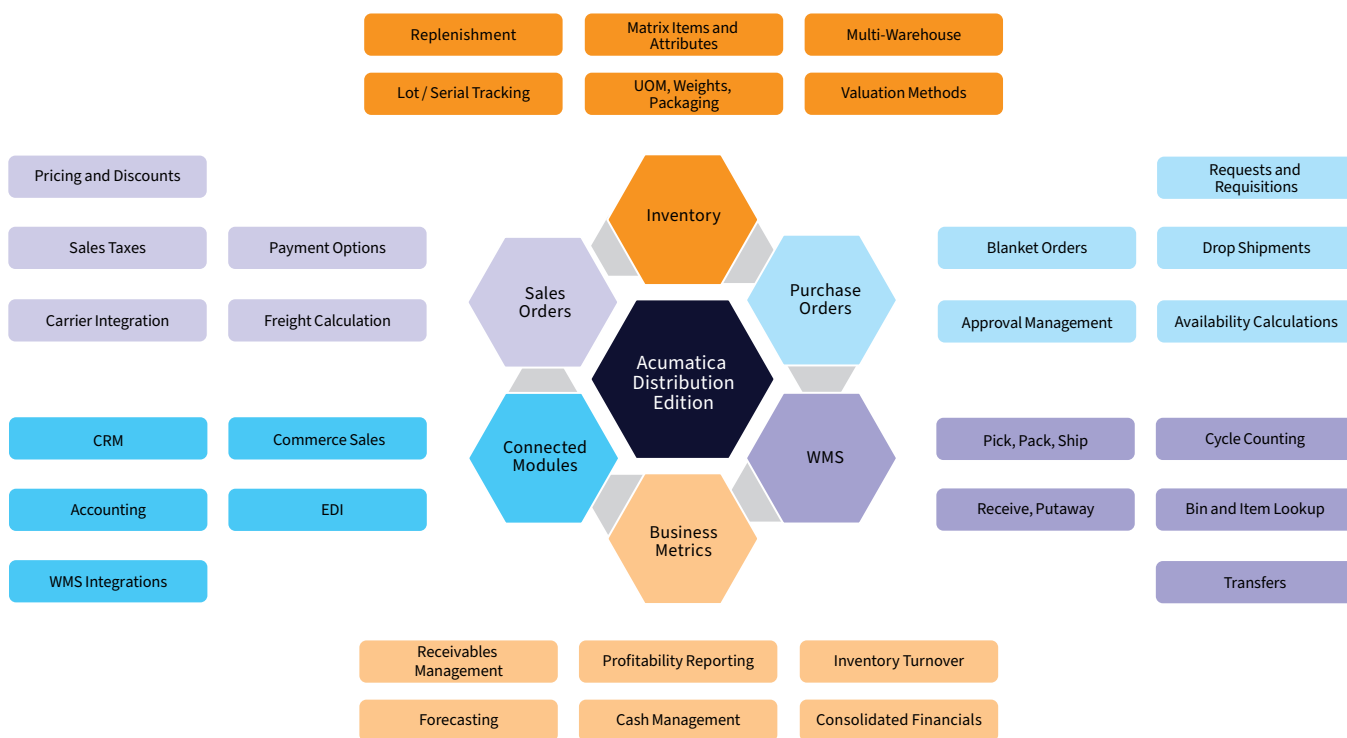 Replenishment
Matrix Items and
Attributes
Multi-Warehouse
Lot / Serial Tracking
UOM, Weights,
Packaging
Valuation Methods
Pricing and Discounts
Sales Taxes
Payment Options
Carrier Integration
Freight Calculation
Inventory
Sales
Orders
Purchase
Orders
Acumatica
Distribution
Edition
Connected
Modules
WMS
Business
Metrics
Requests and
Requisitions
Blanket Orders
Drop Shipments
Approval Management
Availability Calculations
CRM
Commerce Sales
Accounting
EDI
WMS Integrations
Pick, Pack, Ship
Cycle Counting
Receive, Putaway
Bin and Item Lookup
Transfers
Receivables
Management
Profitability Reporting
Inventory Turnover
Forecasting
Cash Management
Consolidated Financials